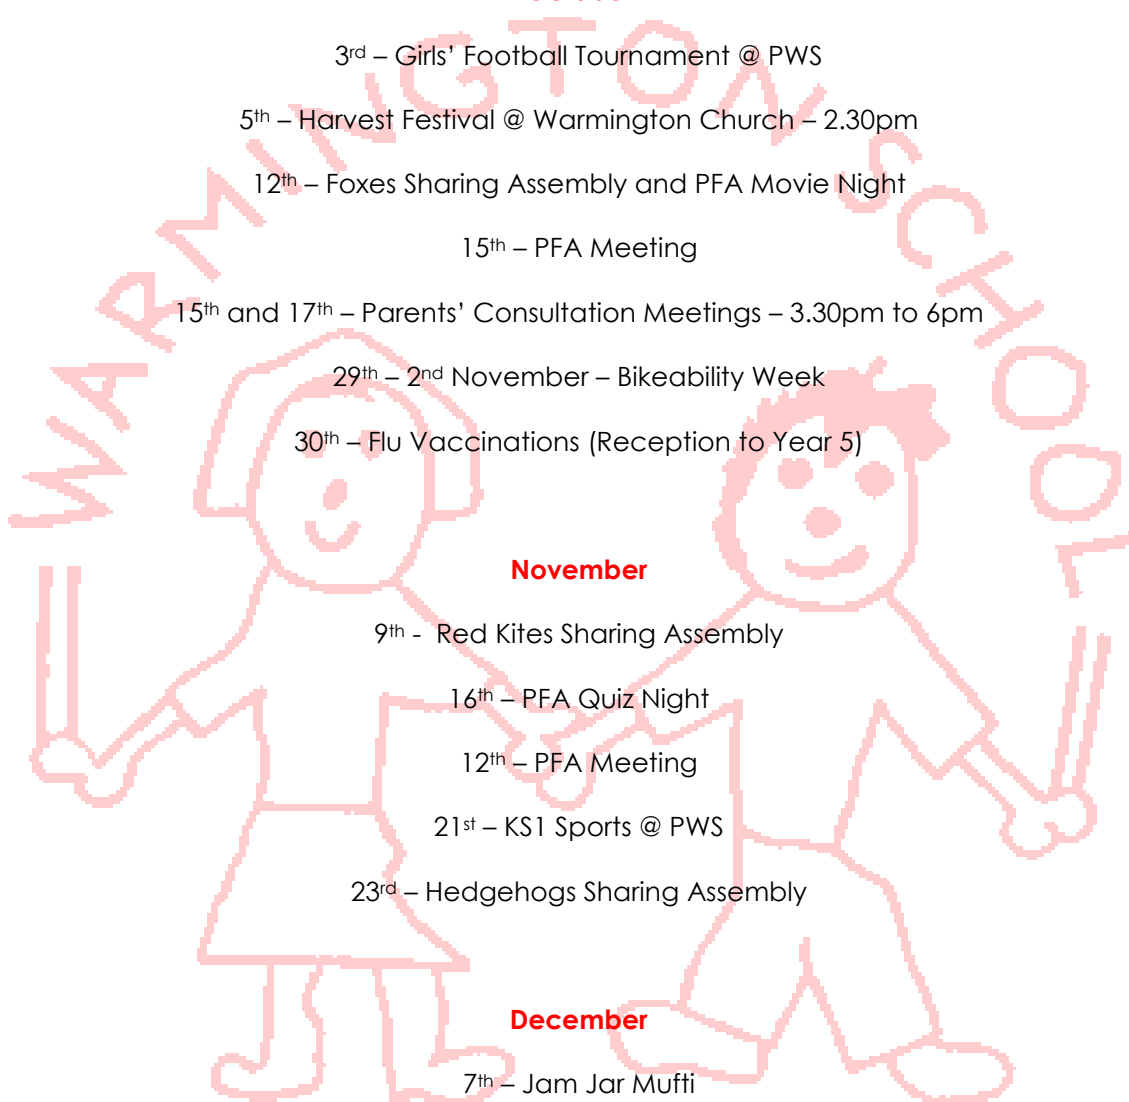 3rd – Girls' Football Tournament @ PWS
5th – Harvest Festival @ Warmington Church – 2.30pm
12th – Foxes Sharing Assembly and PFA Movie Night
15th – PFA Meeting
15th and 17th – Parents' Consultation Meetings – 3.30pm to 6pm
29th – 2nd November – Bikeability Week
30th – Flu Vaccinations (Reception to Year 5)
November
9th - Red Kites Sharing Assembly
16th – PFA Quiz Night
12th – PFA Meeting
21st – KS1 Sports @ PWS
23rd – Hedgehogs Sharing Assembly
December
7th – Jam Jar Mufti
WARMINGTON SCHOOL